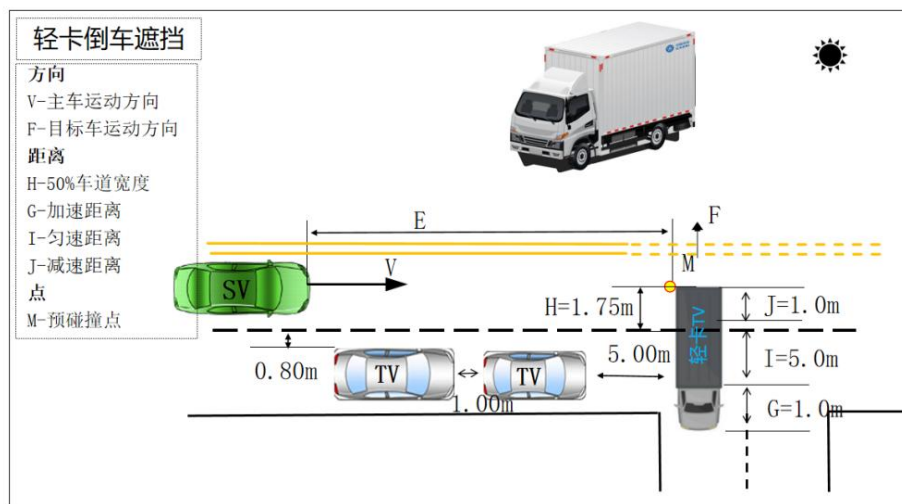 轻卡倒车遮挡
方向
V-主车运动方向
F-目标车运动方向
距离
H-50%车道宽度
G-加速距离
I-匀速距离
J-减速距离
点
M-预碰撞点
E
F
M
SV
V
H=1.75m
J=1.0m
轻卡TV
0.80m
TV
TV
5.00m
I=5.0m
1.00m
G=1.0m